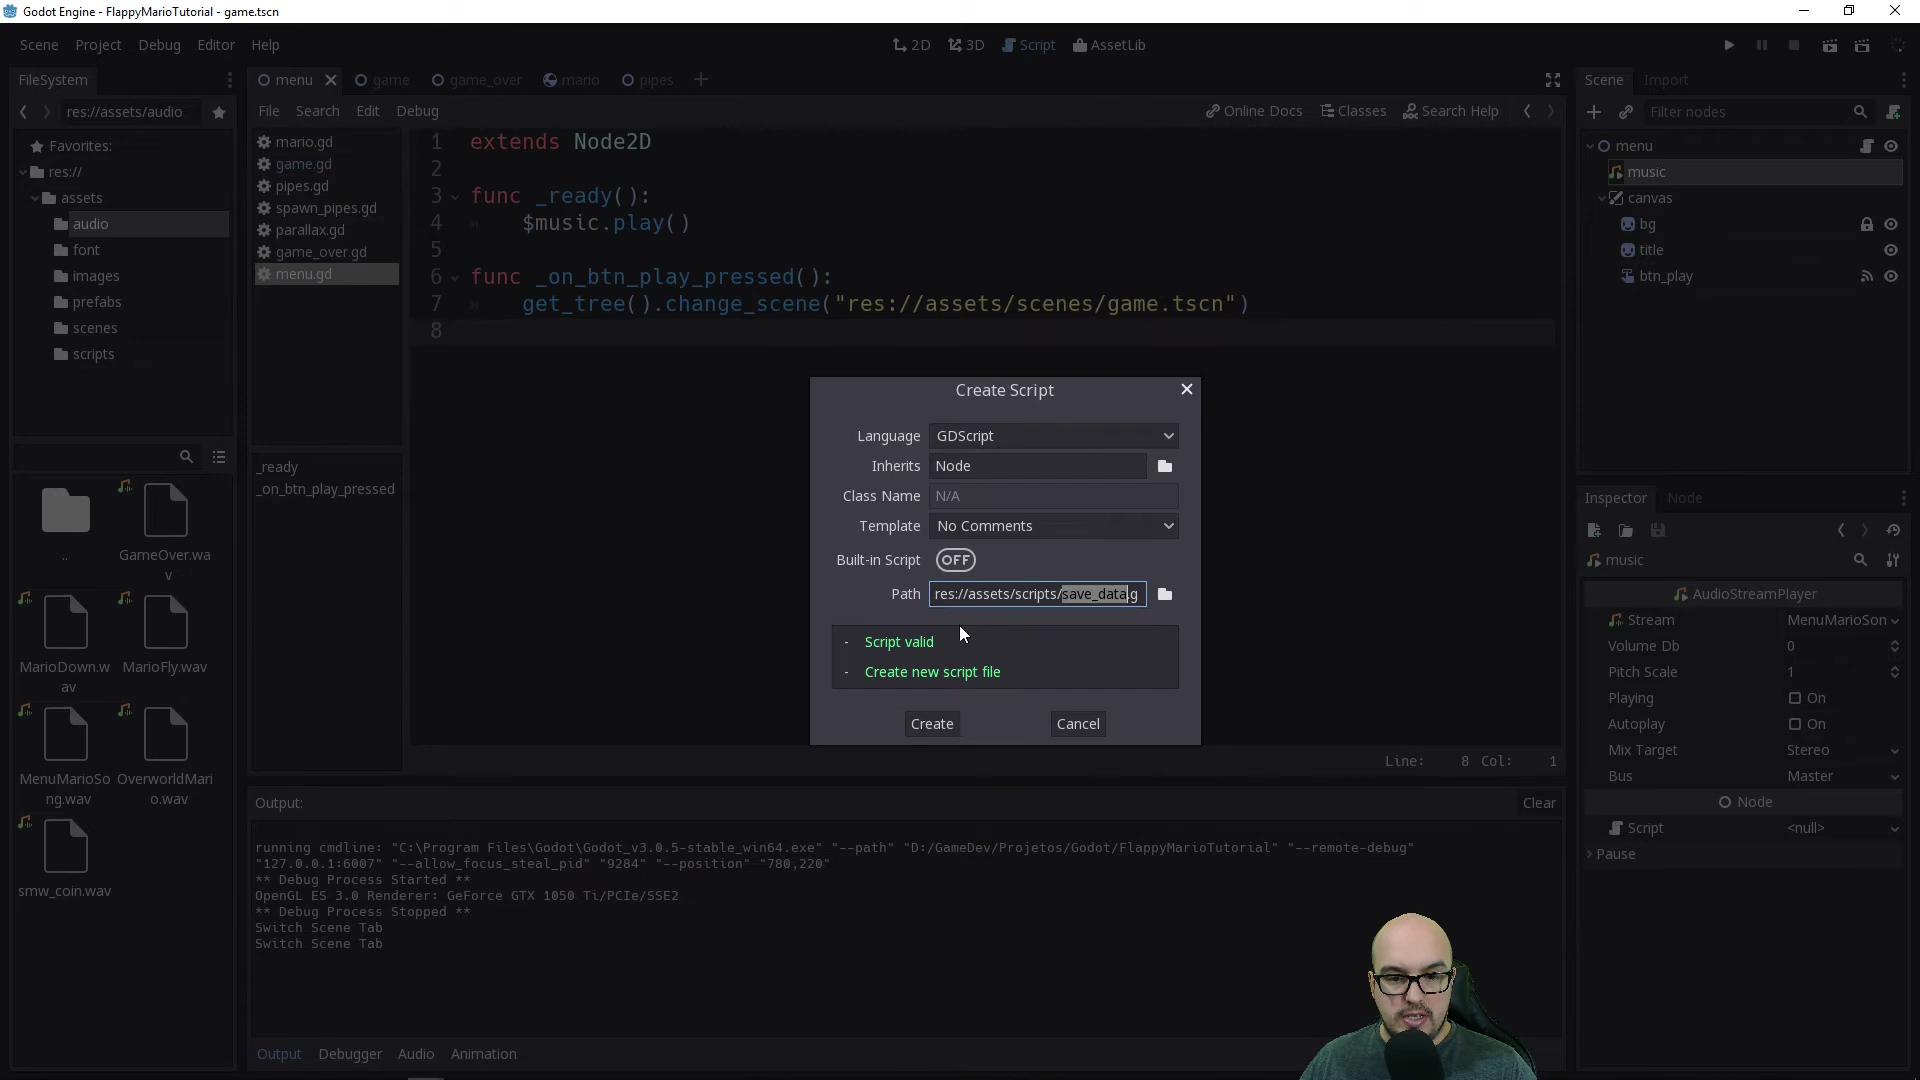 Godot Engine - FlappyMarioTutorial - game.tscn
Scene Project Debug Editor Help
2D 3D Script AssetLib
FileSystem
res://assets/audio
Favorites:
res://
assets
audio
font
images
prefabs
scenes
scripts
..
GameOver.wa
v
MarioDown.w
av
MarioFly.wav
MenuMarioSo
ng.wav
OverworldMari
o.wav
smw_coin.wav
menu game game_over mario pipes
File Search Edit Debug
Online Docs Classes Search Help
mario.gd
game.gd
pipes.gd
spawn_pipes.gd
parallax.gd
game_over.gd
menu.gd
_ready
_on_btn_play_pressed
1 extends Node2D
2
3 func _ready():
4 $music.play()
5
6 func _on_btn_play_pressed():
7 get_tree().change_scene("res://assets/scenes/game.tscn")
8
Line: 8 Col: 1
Create Script
Language GDScript
Inherits Node
Class Name N/A
Template No Comments
Built-in Script OFF
Path res://assets/scripts/save_data.g
- Script valid
- Create new script file
Create Cancel
Output: Clear
running cmdline: "C:\Program Files\Godot\Godot_v3.0.5-stable_win64.exe" "--path" "D:/GameDev/Projetos/Godot/FlappyMarioTutorial" "--remote-debug"
"127.0.0.1:6007" "--allow_focus_steal_pid" "9284" "--position" "780,220"
** Debug Process Started **
OpenGL ES 3.0 Renderer: GeForce GTX 1050 Ti/PCIe/SSE2
** Debug Process Stopped **
Switch Scene Tab
Switch Scene Tab
Output Debugger Audio Animation
Scene Import
Filter nodes
menu
music
canvas
bg
title
btn_play
Inspector Node
music
AudioStreamPlayer
Stream MenuMarioSon
Volume Db 0
Pitch Scale 1
Playing On
Autoplay On
Mix Target Stereo
Bus Master
Node
Script <null>
Pause